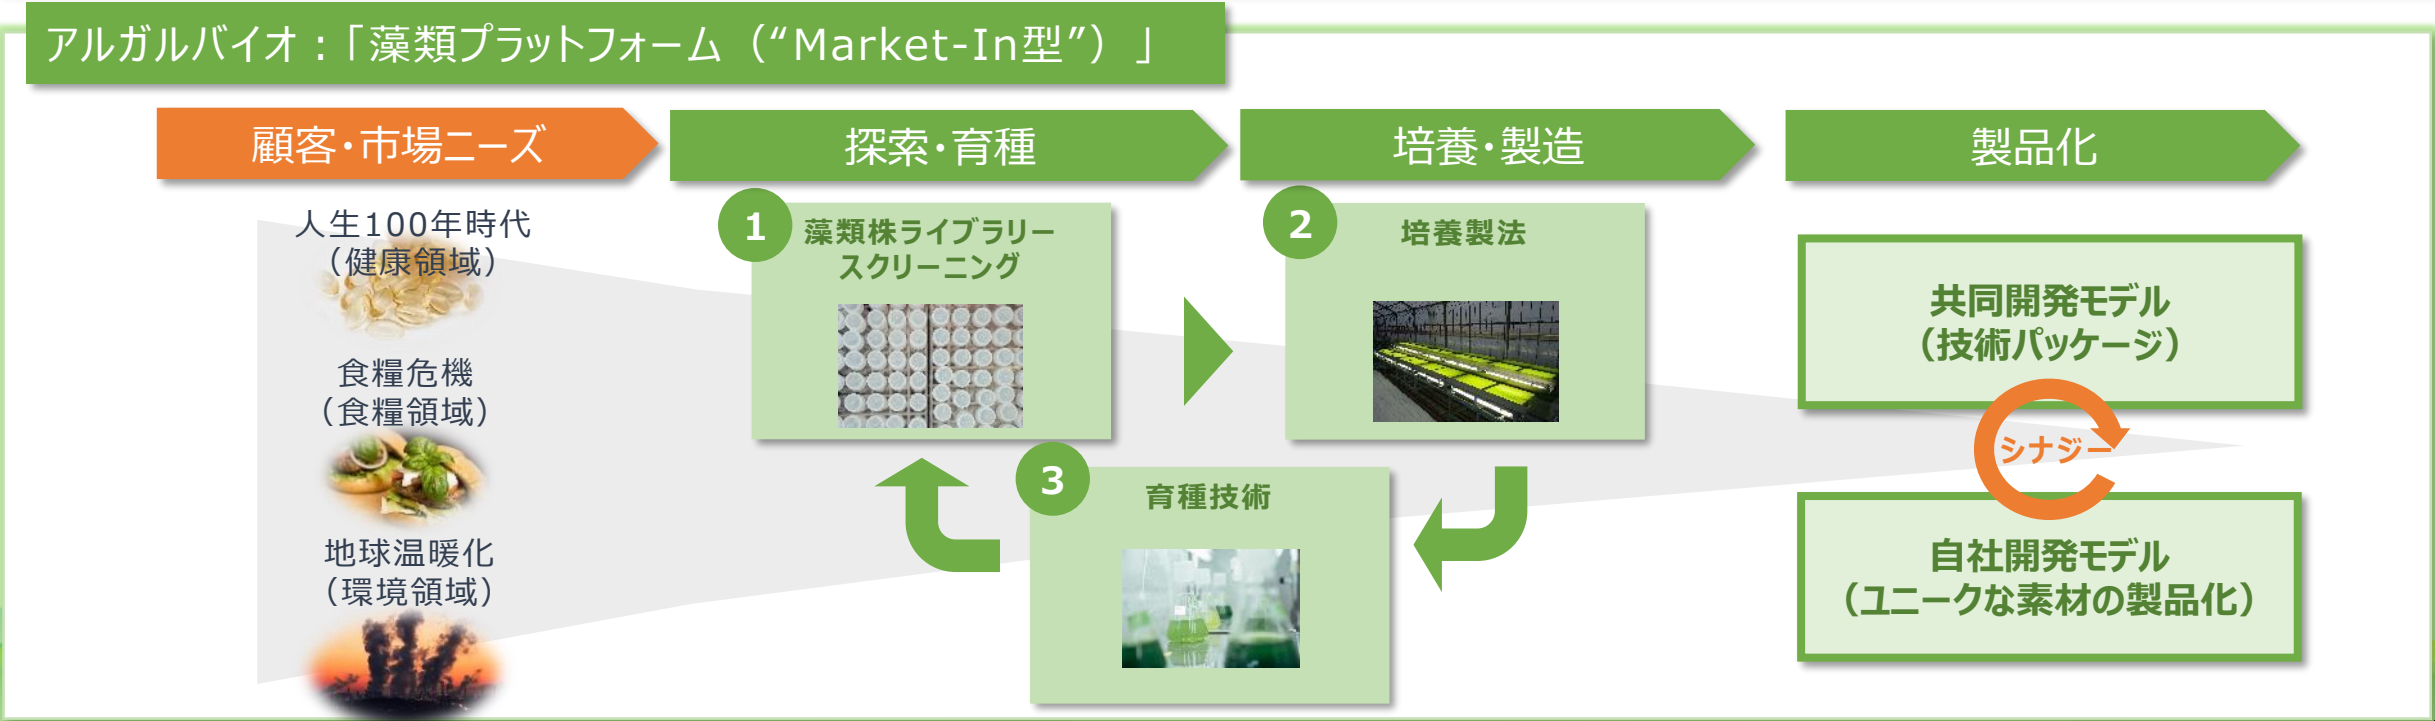 アルガルバイオ：「藻類プラットフォーム（“Market-In型”）」
顧客・市場ニーズ
探索・育種
培養・製造
製品化
人生100年時代
（健康領域）
食糧危機
（食糧領域）
地球温暖化
（環境領域）
1
藻類株ライブラリー
スクリーニング
2
培養製法
3
育種技術
共同開発モデル
（技術パッケージ）
シナジー
自社開発モデル
（ユニークな素材の製品化）